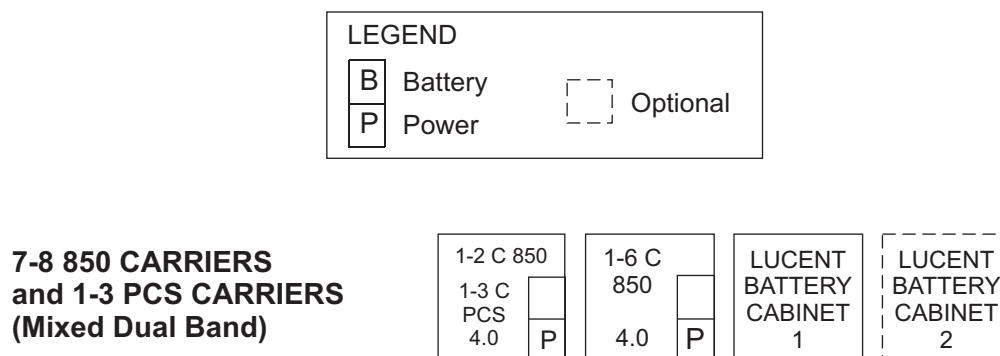 LEGEND
B Battery
P Power
Optional
7-8 850 CARRIERS
and 1-3 PCS CARRIERS
(Mixed Dual Band)
1-2 C 850
1-3 C
PCS
4.0
P
1-6 C
850
4.0
P
LUCENT
BATTERY
CABINET
1
LUCENT
BATTERY
CABINET
2